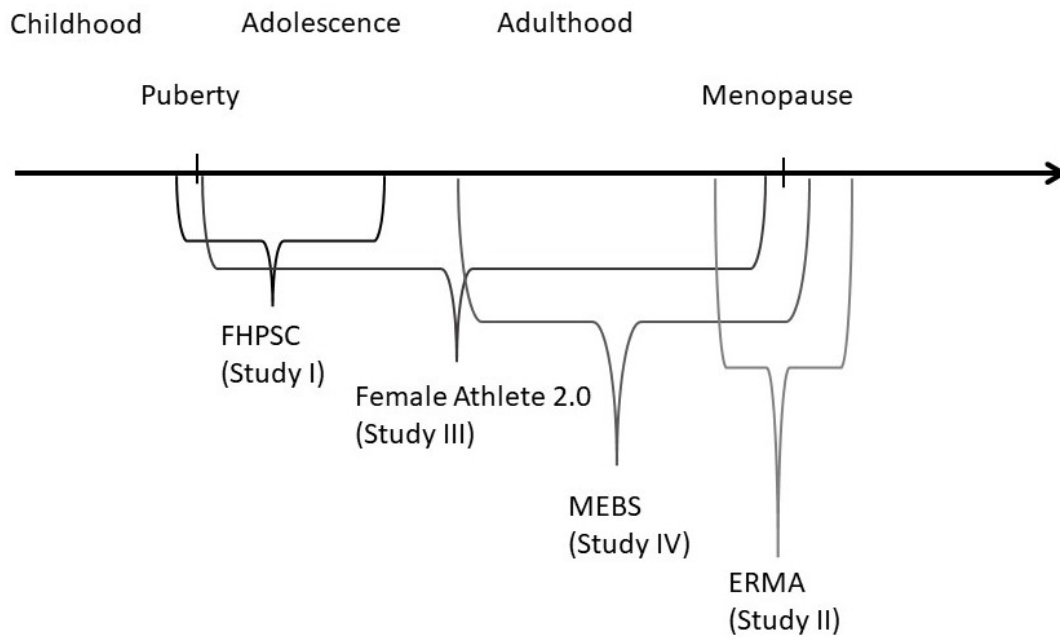 Childhood
Adolescence
Adulthood
Puberty
Menopause
FHPSC
(Study I)
Female Athlete 2.0
(Study III)
MEBS
(Study IV)
ERMA
(Study II)